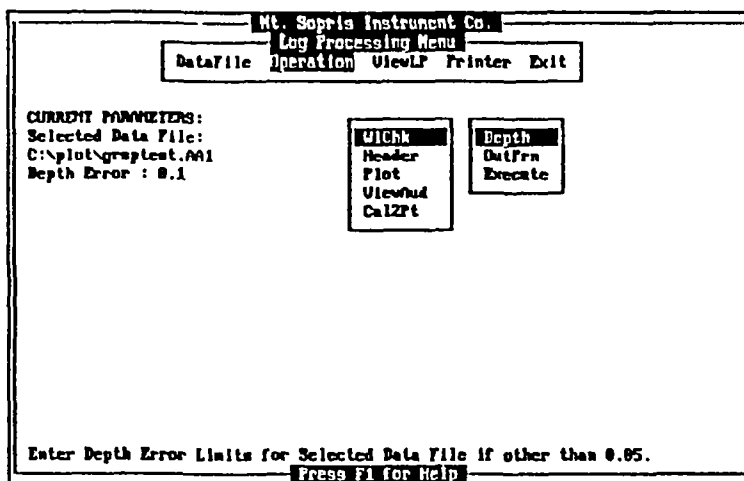 Mt. Sopris Instrument Co.
Log Processing Menu
DataFile Operation ViewLP Printer Exit
CURRENT PARAMETERS:
Selected Data File:
C:\plot\graptest.AA1
Depth Error : 0.1
WlChk
Header
Plot
ViewAud
Cal2Pt
Depth
OutPrn
Execute
Enter Depth Error Limits for Selected Data File if other than 0.05.
Press F1 for Help